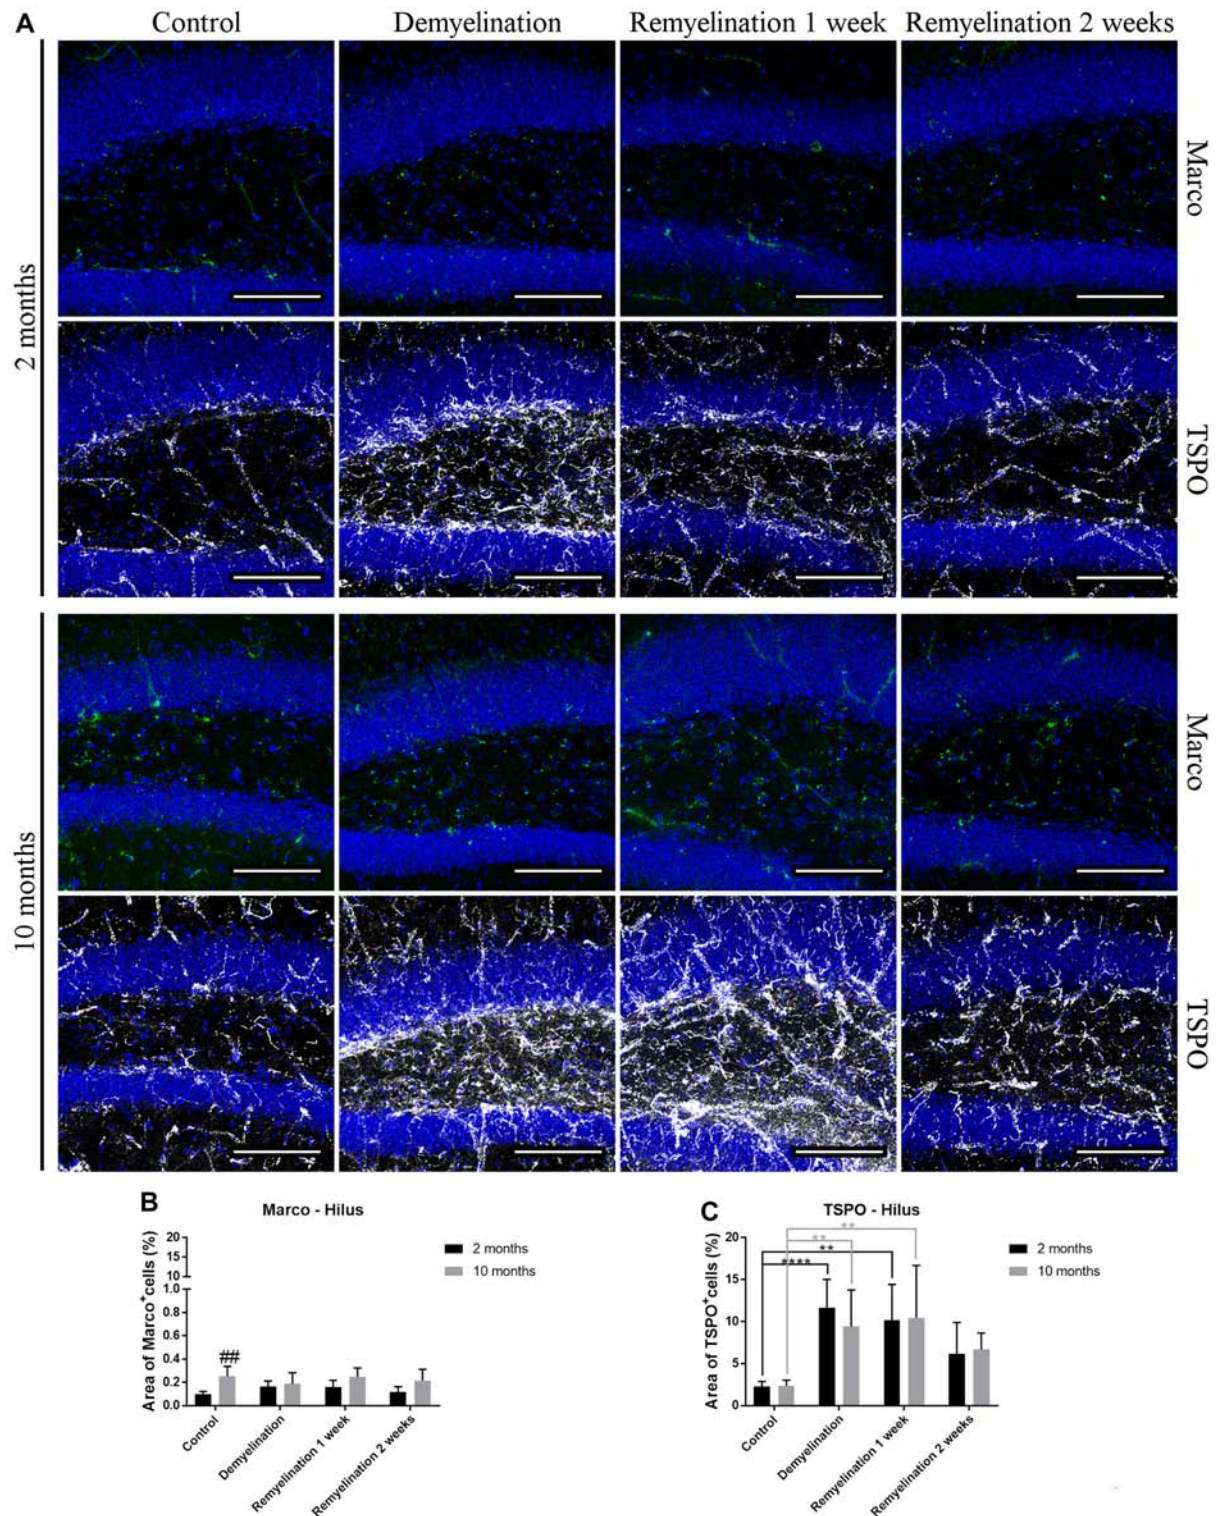 A
Control
Demyelination
Remyelination 1 week
Remyelination 2 weeks
2 months
Marco
TSPO
10 months
Marco
TSPO
B
Marco - Hilus
Area of Marco+cells (%)
20
15
10
1.0
0.8
0.6
0.4
0.2
0.0
##
2 months
10 months
Control
Demyelination
Remyelination 1 week
Remyelination 2 weeks
C
TSPO - Hilus
Area of TSPO+cells (%)
20
15
10
5
0
**
**
**
****
2 months
10 months
Control
Demyelination
Remyelination 1 week
Remyelination 2 weeks